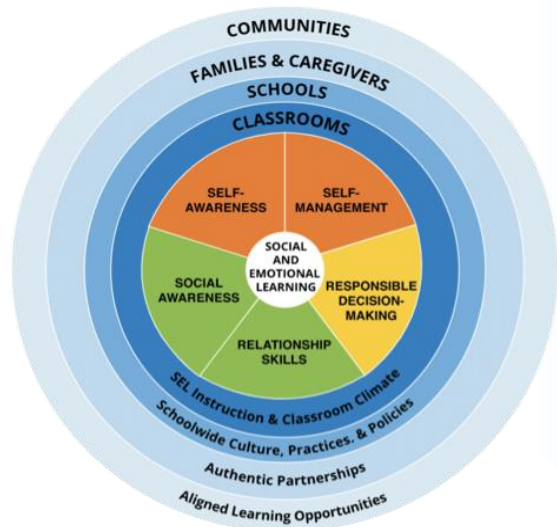 COMMUNITIES
FAMILIES & CAREGIVERS
SCHOOLS
CLASSROOMS
SELF-
AWARENESS
SELF-
MANAGEMENT
SOCIAL
AND
EMOTIONAL
LEARNING
SOCIAL
AWARENESS
RESPONSIBLE
DECISION-
MAKING
RELATIONSHIP
SKILLS
SEL Instruction & Classroom Climate
Schoolwide Culture, Practices. & Policies
Authentic Partnerships
Aligned Learning Opportunities